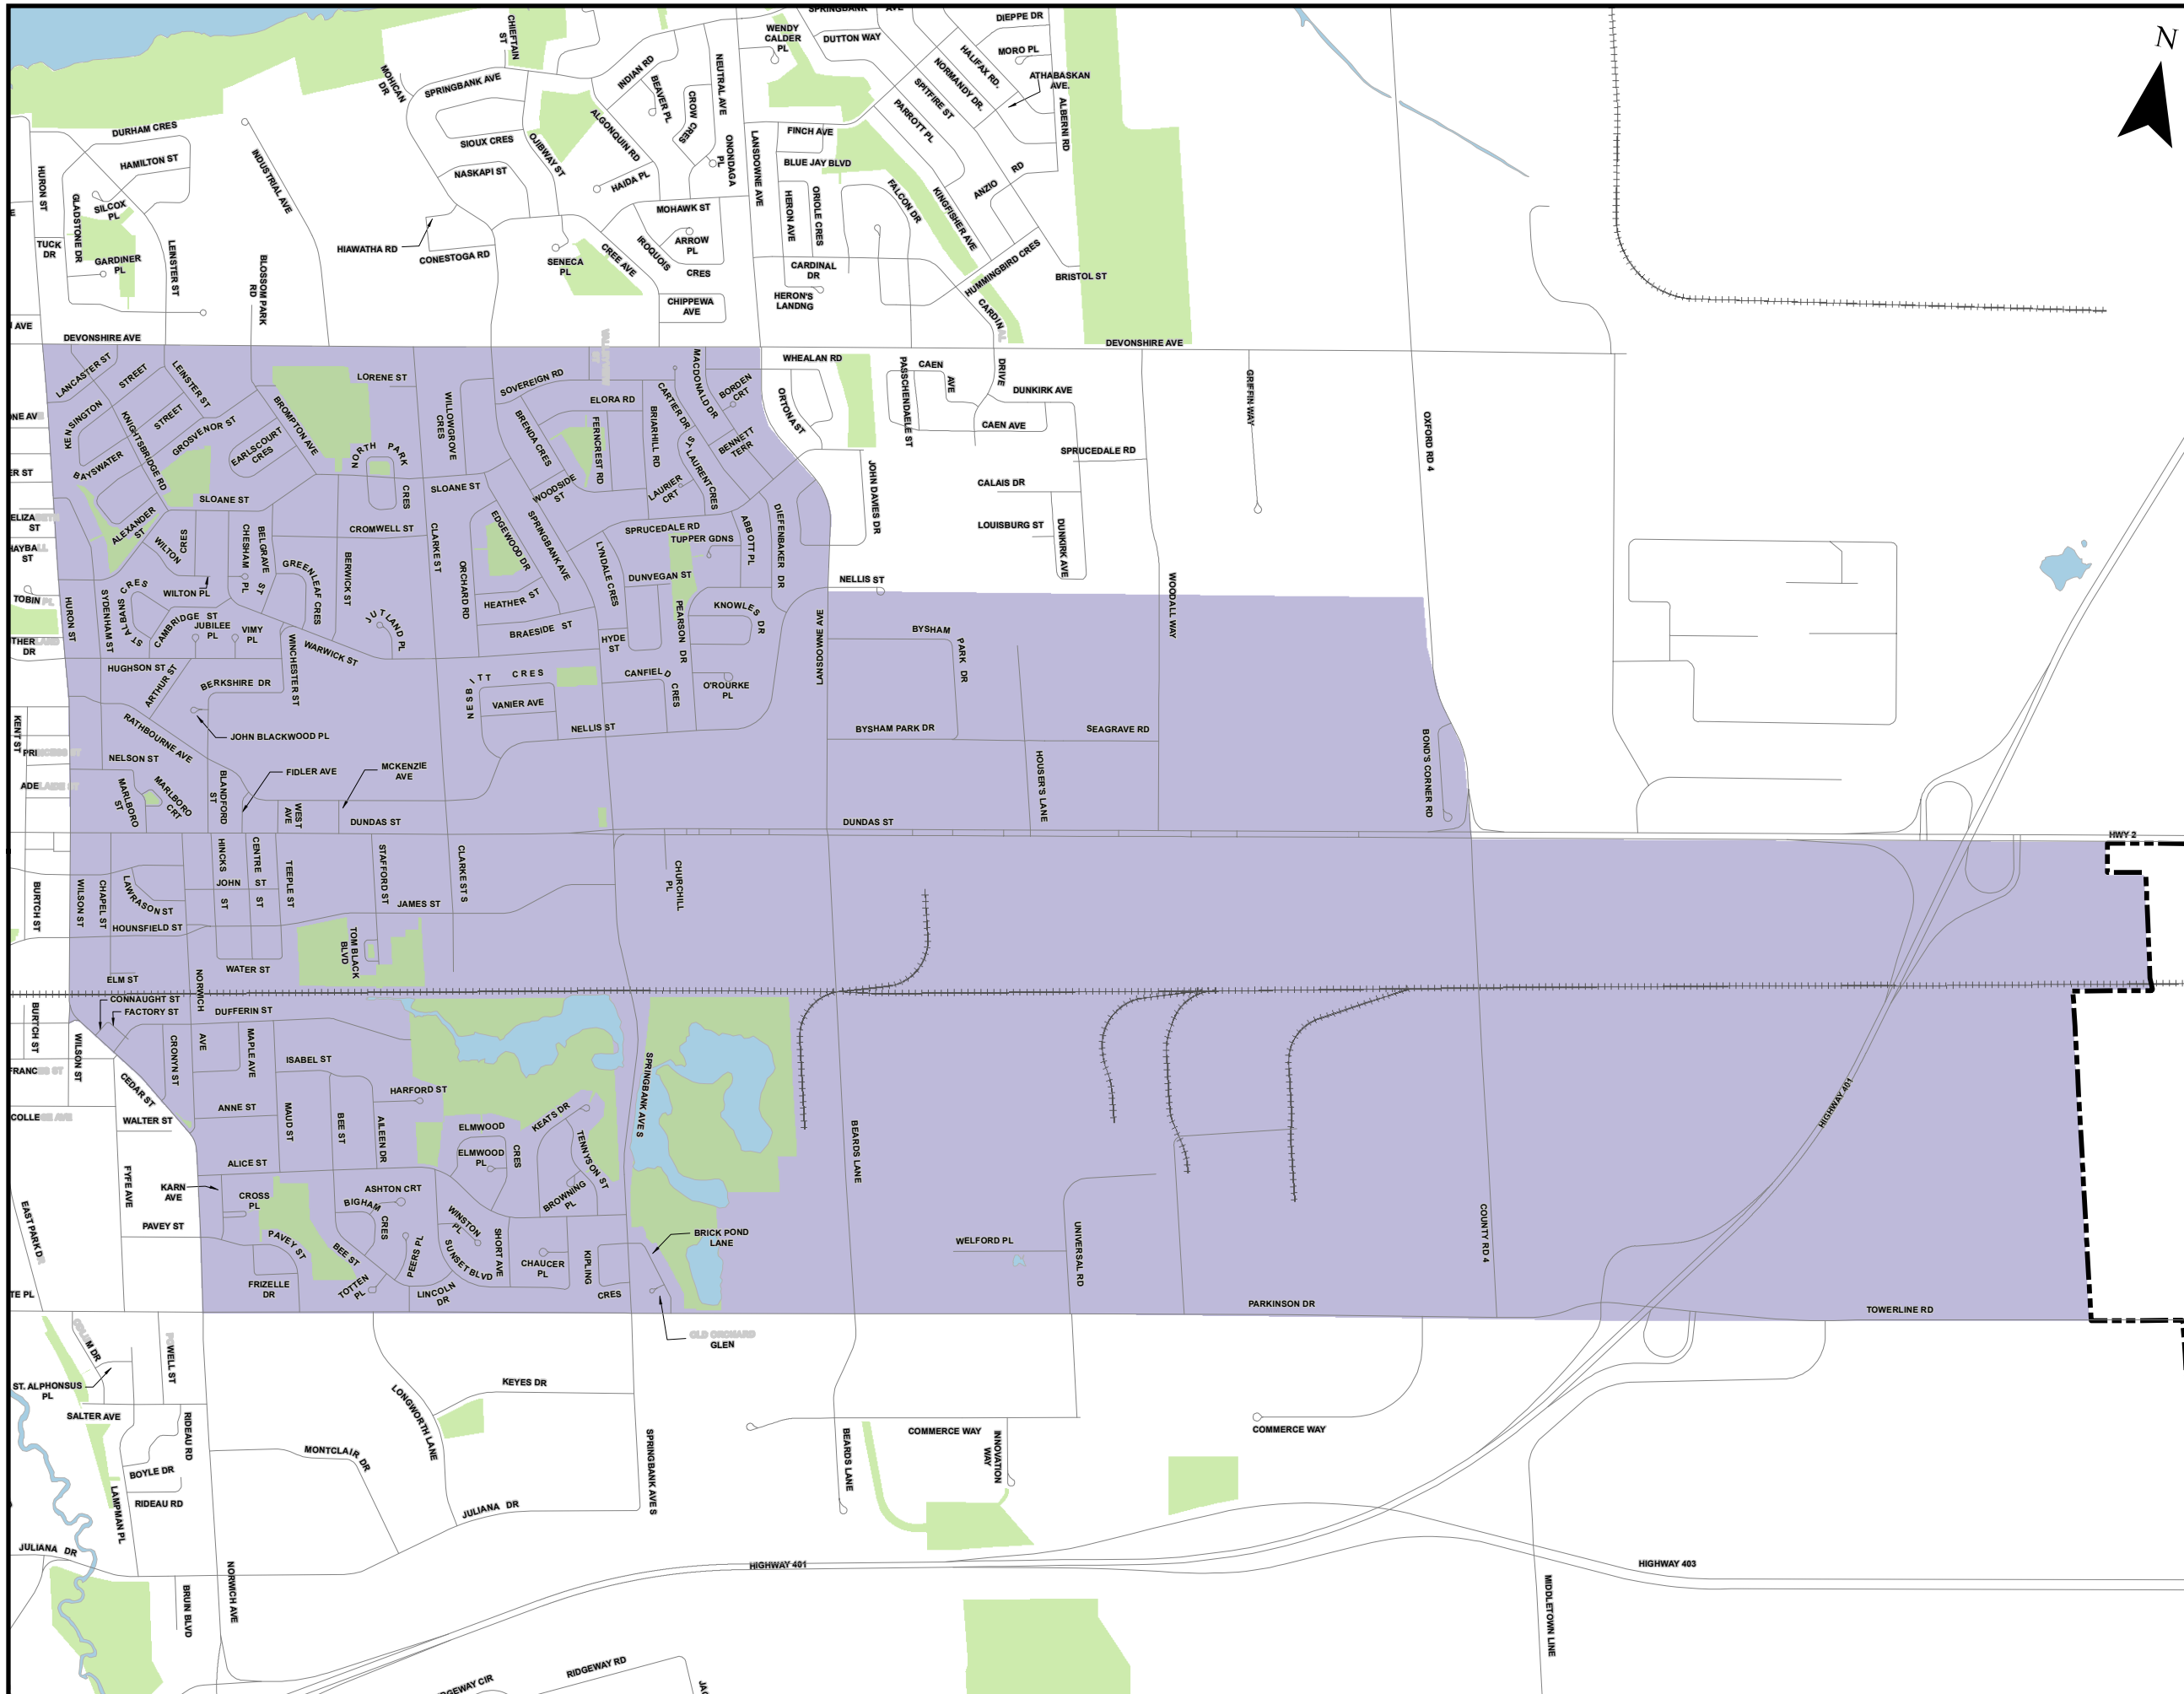 SPRINGBANK AVE
CHIEFTAIN
ST
WENDY
CALDER
PL
DUTTON WAY
DIEPPE DR
N
MOHICAN
DR
SPRINGBANK AVE
INDIAN RD
BEAVER PL
NEUTRAL AVE
HALIFAX RD.
MORO PL
NORMANDY DR.
ATHABASKAN
AVE.
SPITFIRE ST
CROW CRES
ALBERNI RD
PARROTT PL
DURHAM CRES
HAMILTON ST
INDUSTRIAL AVE
SIOUX CRES
OJIBWAY ST
ALGONQUIN RD
ONONDAGA
PL
LANSDOWNE AVE
FINCH AVE
BLUE JAY BLVD
HURON ST
NASKAPI ST
HAIDA PL
ANZIO RD
GLADSTONE DR
SILCOX
PL
MOHAWK ST
HERON AVE
ORIOLE CRES
FALCON DR
KINGFISHER AVE
TUCK
DR
LEINSTER ST
HIAWATHA RD
CONESTOGA RD
SENECA
PL
CREE AVE
IROQUOIS
CRES
ARROW
PL
GARDINER
PL
BLOSSOM PARK
RD
CARDINAL
DR
HUMMINGBIRD CRES
BRISTOL ST
HERON'S
LANDNG
CHIPPEWA
AVE
CARDINAL
DRIVE
AVE
DEVONSHIRE AVE
DEVONSHIRE AVE
LANCASTER ST
STREET
LEINSTER ST
LORENE ST
SOVEREIGN RD
MACDONALD DR
WHEALAN RD
CAEN
AVE
PASSCHENDAELE ST
DUNKIRK AVE
GRIFFIN WAY
KENSINGTON
STREET
KNIGHTSBRIDGE RD
GROSVENOR ST
BROMPTON AVE
WILLOWGROVE
CRES
ELORA RD
BRENDA CRES
FERNCREST RD
BRIARHILL RD
CARTIER DR
BORDEN
CRT
BENNETT
TERR
ORTONA ST
CAEN AVE
OXFORD RD 4
BAYSWATER
EARLSCOURT
CRES
NORTH PARK
CRES
SLOANE ST
SLOANE ST
WOODSIDE
ST
LAURIER
CRT
ST LAURENT CRES
SPRUCEDALE RD
JOHN DAVIES DR
CALAIS DR
LOUISBURG ST
DUNKIRK AVE
ELIZABETH
ST
HAYBALL
ST
ALEXANDER
ST
WILTON
CRES
CHESHAM PL
BELGRAVE ST
CROMWELL ST
CLARKE ST
EDGEWOOD DR
SPRINGBANK AVE
SPRUCEDALE RD
TUPPER GDNS
ABBOTT PL
DIEFENBAKER DR
LYNDALE CRES
DUNVEGAN ST
NELLIS ST
TOBIN PL
HURON ST
SYDENHAM ST
ST ALBANS CRES
WILTON PL
CAMBRIDGE ST
JUBILEE
PL
VIMY
PL
GREENLEAF CRES
BERWICK ST
JUTLAND PL
ORCHARD RD
HEATHER ST
BRAESIDE ST
HYDE
ST
PEARSON DR
KNOWLES DR
LANSDOWNE AVE
BYSHAM
PARK DR
WOODALL WAY
HUGHSON ST
ARTHUR ST
BERKSHIRE DR
WINCHESTER ST
WARWICK ST
NESBITT CRES
VANIER AVE
CANFIELD
CRES
O'ROURKE
PL
KENT ST
RATHBOURNE AVE
JOHN BLACKWOOD PL
NELLIS ST
BYSHAM PARK DR
SEAGRAVE RD
HOUSER'S LANE
BOND'S CORNER RD
PRINCESS ST
NELSON ST
FIDLER AVE
MCKENZIE
AVE
ADELAIDE ST
MARLBORO
ST
MARLBORO
CRT
BLANDFORD
ST
WEST
AVE
DUNDAS ST
DUNDAS ST
HWY 2
BURTCH ST
WILSON ST
CHAPEL ST
LAWRASON ST
HINCKS
ST
JOHN ST
CENTRE
ST
TEEPLE ST
STAFFORD ST
JAMES ST
CLARKE ST S
CHURCHILL
PL
HOUNSFIELD ST
TOM BLACK
BLVD
WATER ST
ELM ST
CONNAUGHT ST
FACTORY ST
NORWICH
AVE
DUFFERIN ST
BURTCH ST
WILSON ST
FRANCIS ST
CRONYN ST
MAPLE AVE
ISABEL ST
CEDAR ST
HARFORD ST
SPRINGBANK AVE S
HIGHWAY 401
COLLEGE AVE
WALTER ST
ANNE ST
MAUD ST
BEE ST
AILEEN DR
ELMWOOD
CRES
ELMWOOD
PL
KEATS DR
TENNYSON ST
BEARDS LANE
ALICE ST
FYFE AVE
KARN
AVE
CROSS
PL
ASHTON CRT
BIGHAM
CRES
BROWNING
PL
EAST PARK DR
PAVEY ST
PAVEY ST
BEE ST
PEERS PL
WINSTON
PL
SUNSET BLVD
SHORT AVE
CHAUCER
PL
KIPLING
CRES
BRICK POND
LANE
WELFORD PL
UNIVERSAL RD
COUNTY RD 4
FRIZELLE
DR
TOTTEN
PL
LINCOLN
DR
TE PL
PARKINSON DR
TOWERLINE RD
OLD ORCHARD
GLEN
POWELL ST
ST. ALPHONSUS
PL
KEYES DR
LONGWORTH LANE
SALTER AVE
RIDEAU RD
MONTCLAIR DR
SPRINGBANK AVE S
BEARDS LANE
COMMERCE WAY
INNOVATION
WAY
COMMERCE WAY
BOYLE DR
RIDEAU RD
LAMPMAN PL
JULIANA DR
JULIANA DR
HIGHWAY 401
HIGHWAY 403
BRUIN BLVD
NORWICH AVE
MIDDLETOWN LINE
RIDGEWAY RD
RIDGEWAY CIR